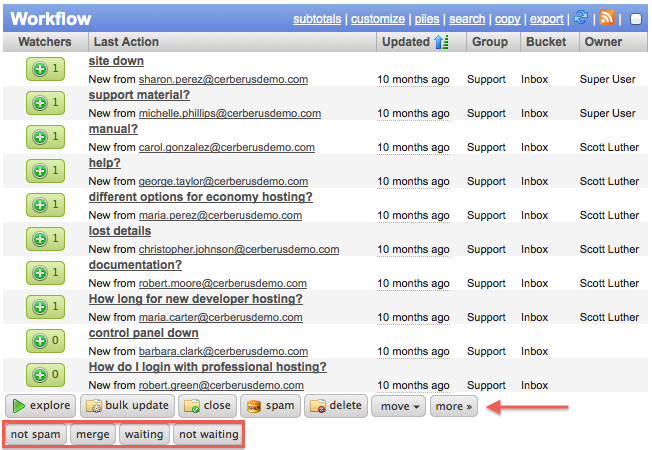 Workflow subtotals | customize | piles | search | copy | export | | |
Watchers Last Action Updated Group Bucket Owner
site down
1 New from sharon.perez@cerberusdemo.com 10 months ago Support Inbox Super User
support material?
1 New from michelle.phillips@cerberusdemo.com 10 months ago Support Inbox Super User
manual?
1 New from carol.gonzalez@cerberusdemo.com 10 months ago Support Inbox Scott Luther
help?
1 New from george.taylor@cerberusdemo.com 10 months ago Support Inbox Scott Luther
different options for economy hosting?
1 New from maria.perez@cerberusdemo.com 10 months ago Support Inbox Scott Luther
lost details
1 New from christopher.johnson@cerberusdemo.com 10 months ago Support Inbox Scott Luther
documentation?
1 New from robert.moore@cerberusdemo.com 10 months ago Support Inbox Scott Luther
How long for new developer hosting?
1 New from maria.carter@cerberusdemo.com 10 months ago Support Inbox Scott Luther
control panel down
0 New from barbara.clark@cerberusdemo.com 10 months ago Support Inbox
How do I login with professional hosting?
0 New from robert.green@cerberusdemo.com 10 months ago Support Inbox
explore bulk update close spam delete move more »
not spam merge waiting not waiting